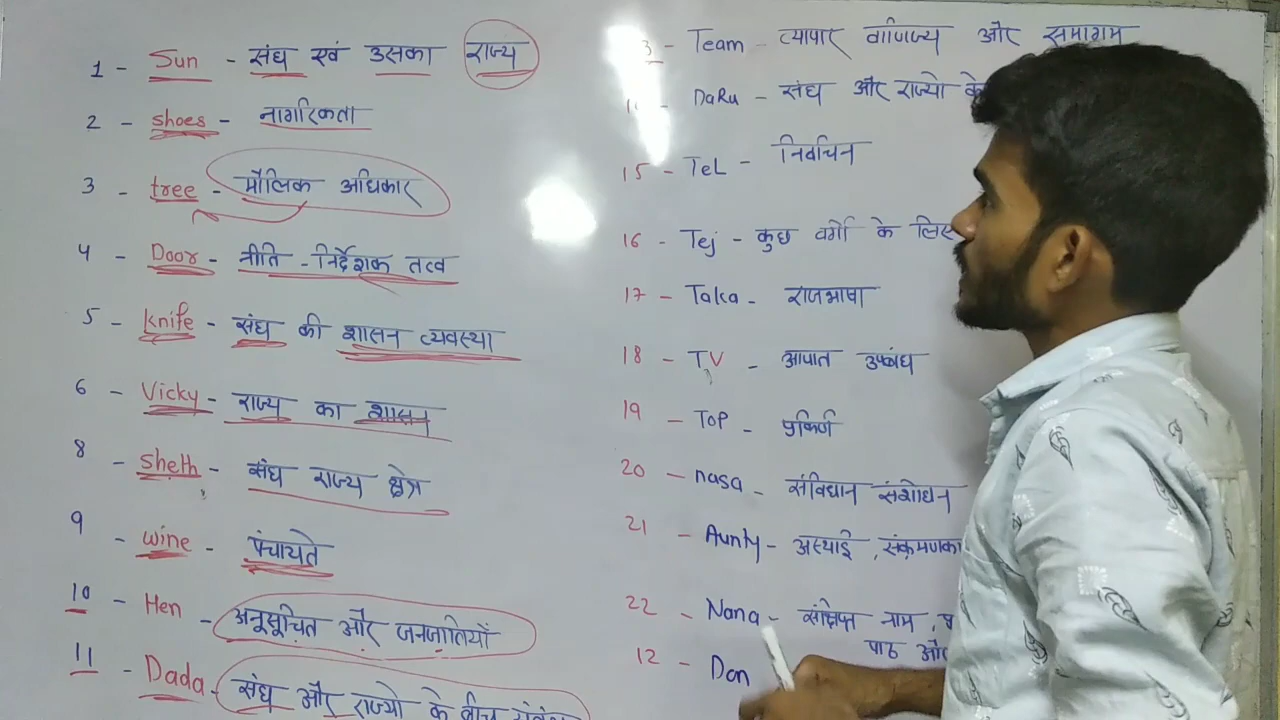 1 - Sun - संघ एवं उसका राज्य
2 - shoes - नागरिकता
3 - tree - मौलिक अधिकार
4 - Door - नीति - निर्देशक तत्व
5 - knife - संघ की शासन व्यवस्था
6 - Vicky - राज्य का शासन
8 - sheth - संघ राज्य क्षेत्र
9 - wine - पंचायते
10 - Hen - अनूसूचित और जनजातियाँ
11 - Dada - संघ और राज्यो के बीच
3 - Team - व्यापार वाणिज्य और समागम
DaRu - संघ और राज्यो के
15 - TeL - निर्वाचन
16 - Tej - कुछ वर्गो के लिए
17 - Taka - राजभाषा
18 - TV - आपात उपबंध
19 - TOP - प्रकिर्ण
20 - nasa - संविधान संशोधन
21 - Aunty - अस्थाई ,संक्रमणका
22 - Nana - संक्षिप्त नाम ,
पाठ और
12 - Don